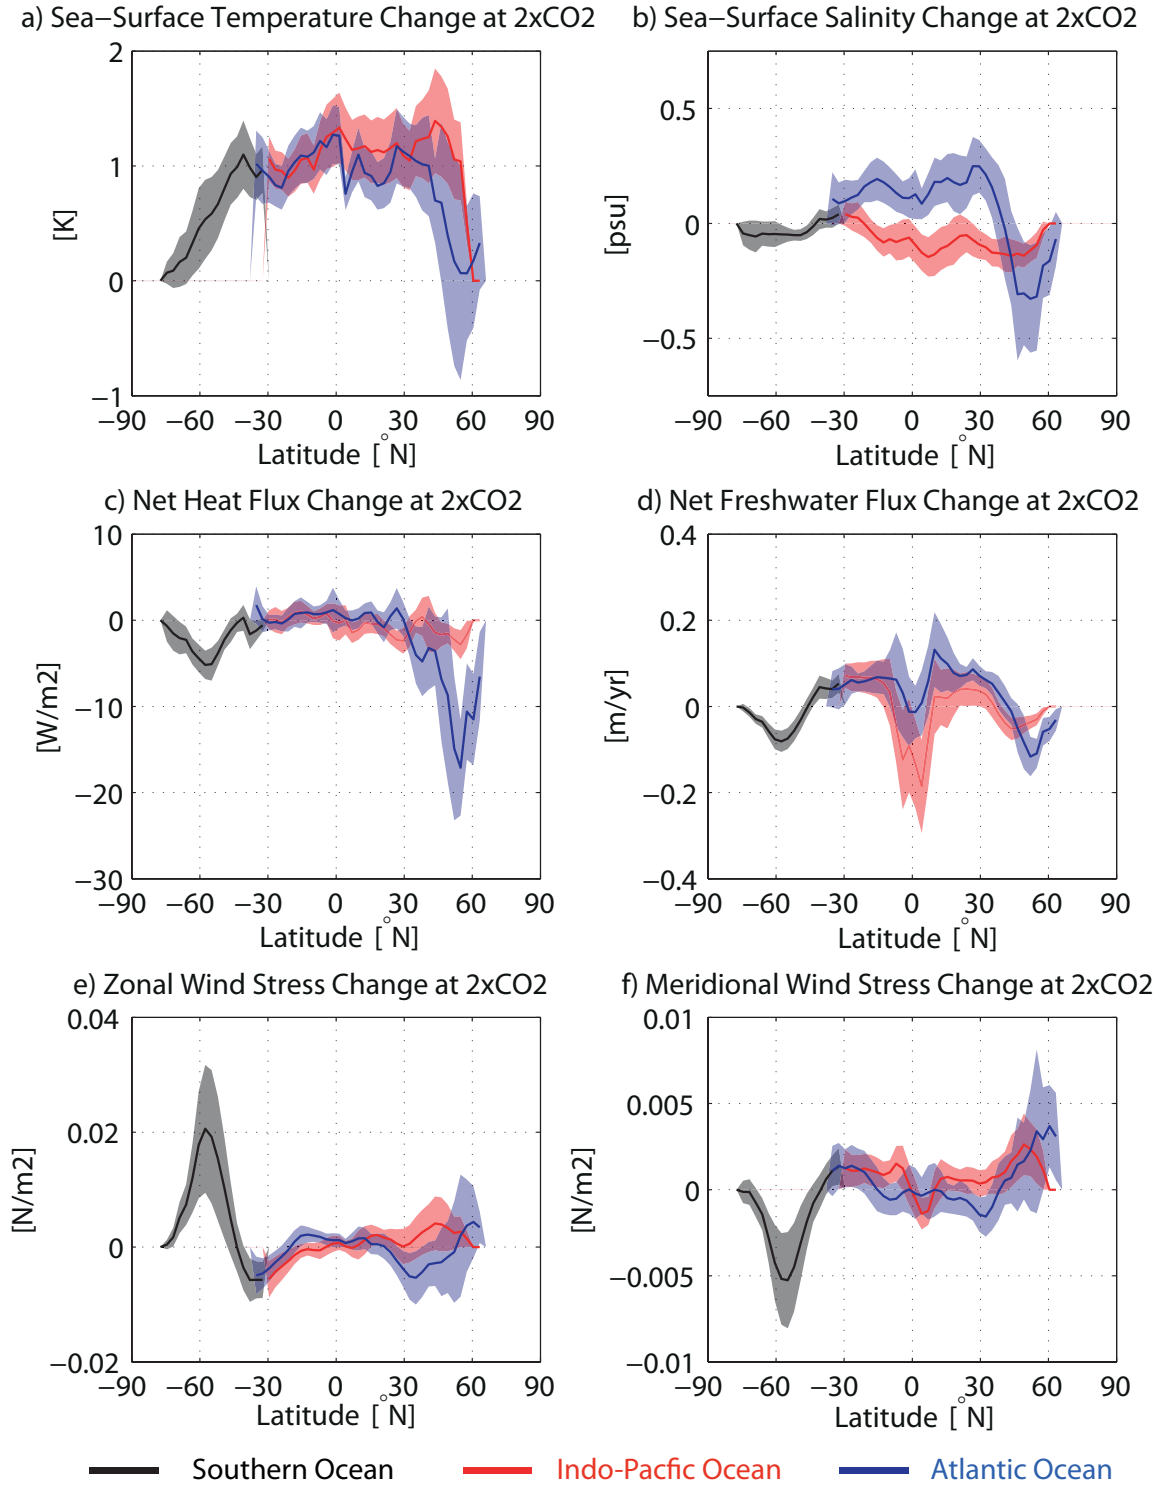 a) Sea−Surface Temperature Change at 2xCO2
b) Sea−Surface Salinity Change at 2xCO2
2
1
0
−1
[K]
−90 −60 −30 0 30 60 90
Latitude [°N]
0.5
0
−0.5
[psu]
−90 −60 −30 0 30 60 90
Latitude [°N]
c) Net Heat Flux Change at 2xCO2
d) Net Freshwater Flux Change at 2xCO2
10
0
−10
−20
−30
[W/m2]
−90 −60 −30 0 30 60 90
Latitude [°N]
0.4
0.2
0
−0.2
−0.4
[m/yr]
−90 −60 −30 0 30 60 90
Latitude [°N]
e) Zonal Wind Stress Change at 2xCO2
f) Meridional Wind Stress Change at 2xCO2
0.04
0.02
0
−0.02
[N/m2]
−90 −60 −30 0 30 60 90
Latitude [°N]
0.01
0.005
0
−0.005
−0.01
[N/m2]
−90 −60 −30 0 30 60 90
Latitude [°N]
Southern Ocean
Indo-Pacfic Ocean
Atlantic Ocean